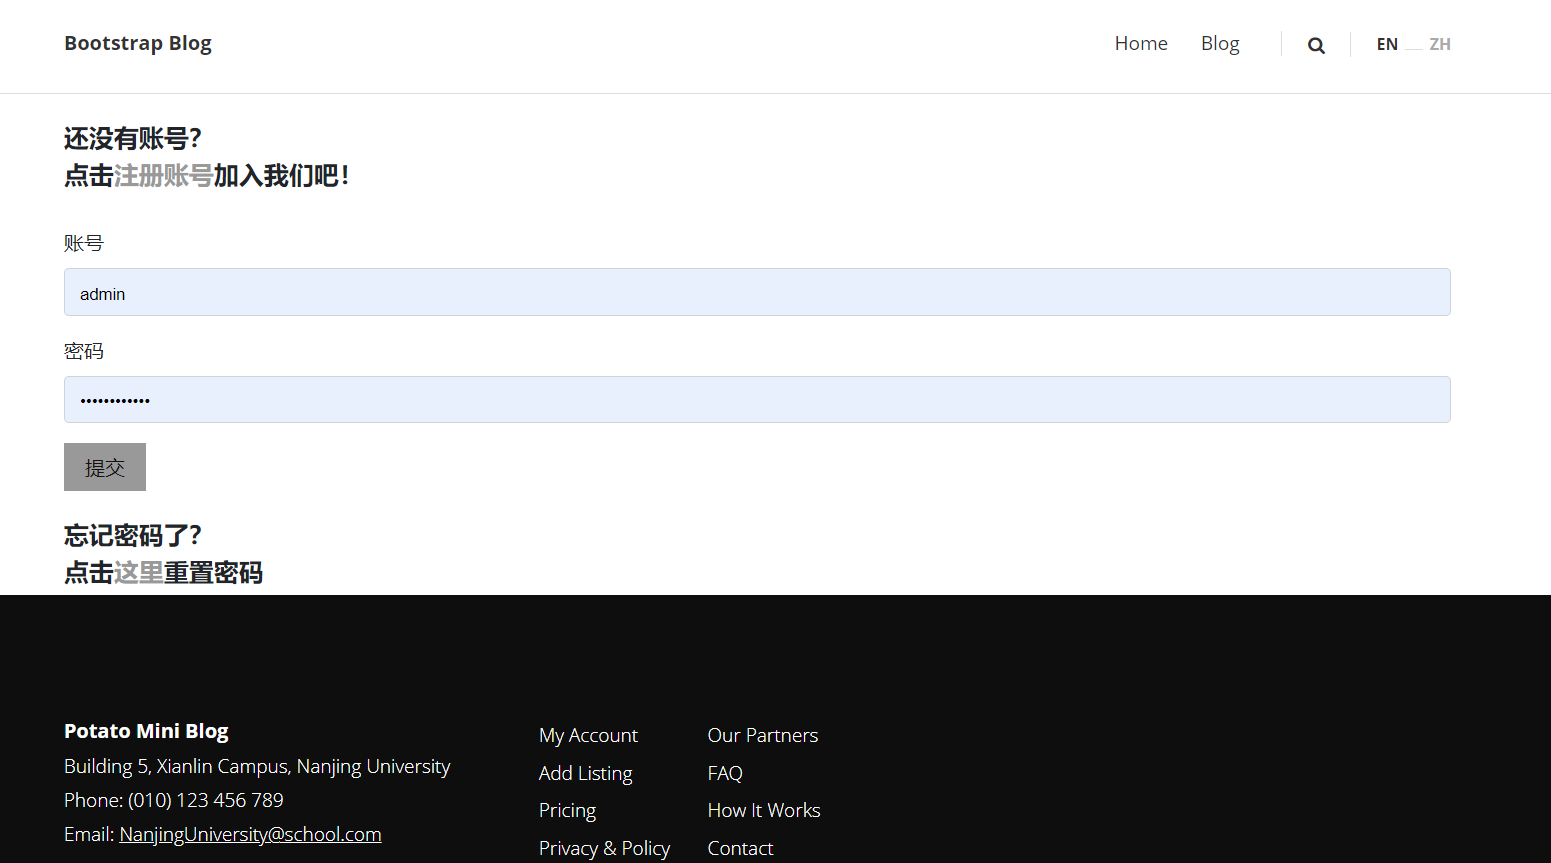 Bootstrap Blog
Home Blog EN ZH
还没有账号？
点击注册账号加入我们吧！
账号
admin
密码
••••••••••••
提交
忘记密码了？
点击这里重置密码
Potato Mini Blog
Building 5, Xianlin Campus, Nanjing University
Phone: (010) 123 456 789
Email: NanjingUniversity@school.com
My Account
Add Listing
Pricing
Privacy & Policy
Our Partners
FAQ
How It Works
Contact